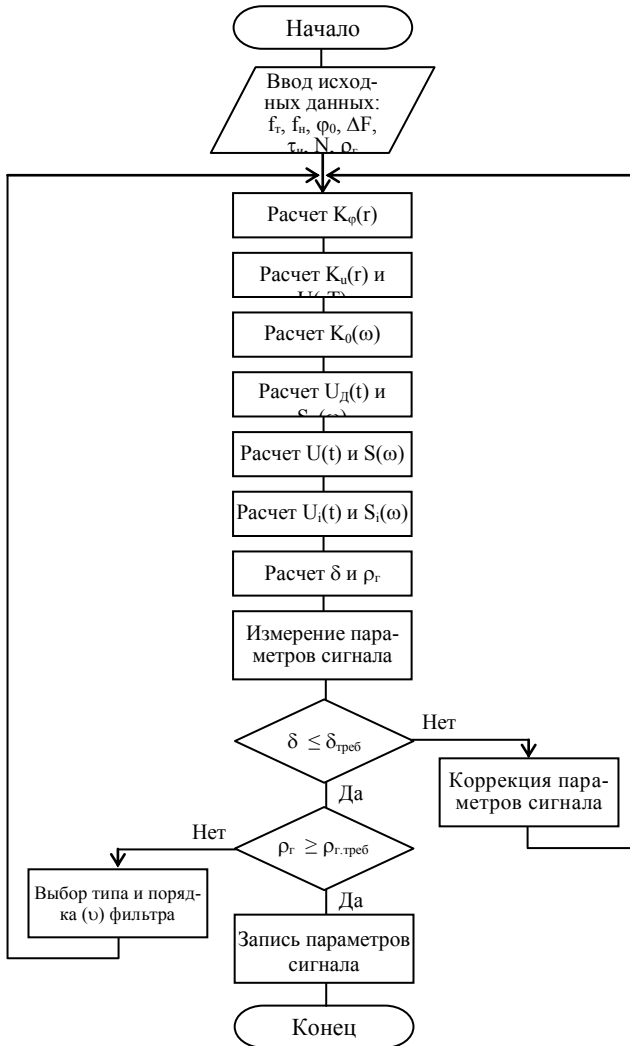 Начало
Ввод исход-
ных данных:
fт, fн, φ0, ΔF,
τи, N, ρг
Расчет Kφ(r)
Расчет Ku(r) и
Расчет K0(ω)
Расчет UД(t) и
Расчет U(t) и S(ω)
Расчет Ui(t) и Si(ω)
Расчет δ и ρг
Измерение пара-
метров сигнала
δ ≤ δтреб
Нет
Коррекция пара-
метров сигнала
Да
ρг ≥ ρг.треб
Нет
Выбор типа и поряд-
ка (υ) фильтра
Да
Запись параметров
сигнала
Конец